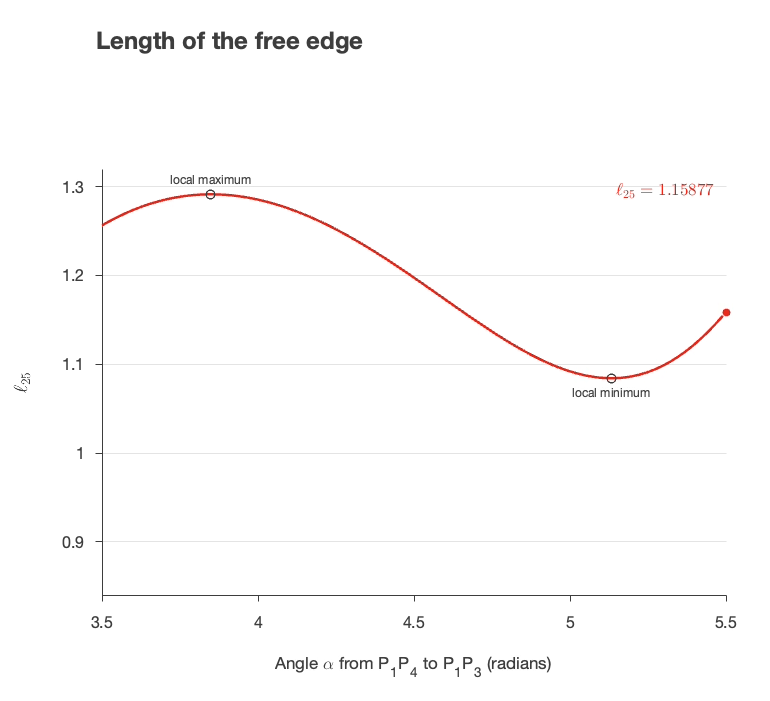 Length of the free edge
local maximum
ℓ₂₅ = 1.15877
1.3
1.2
1.1
1
0.9
ℓ₂₅
local minimum
3.5 4 4.5 5 5.5
Angle α from P₁P₄ to P₁P₃ (radians)